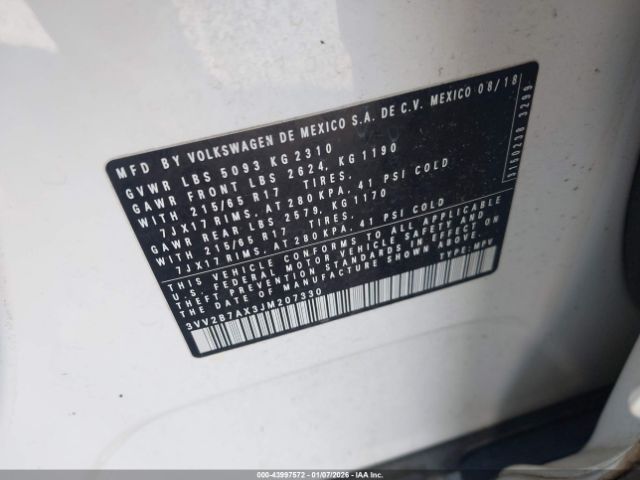 MFD BY VOLKSWAGEN DE MEXICO S.A. DE C.V. MEXICO 08/18
GVWR LBS 5093 KG 2310
GAWR FRONT LBS 2624, KG 1190
WITH 215/65 R17 TIRES.
7JX17 RIMS. AT 280 KPA, 41 PSI COLD
GAWR REAR LBS 2579, KG 1170
WITH 215/65 R17 TIRES.
7JX17 RIMS. AT 280 KPA, 41 PSI COLD
THIS VEHICLE CONFORMS TO ALL APPLICABLE
U.S. FEDERAL MOTOR VEHICLE SAFETY AND
THEFT PREVENTION STANDARDS IN EFFECT ON
THE DATE OF MANUFACTURE SHOWN ABOVE.
TYPE: MPV
3VV2B7AX3JM207330
3150238 3299
000-43997572 - 01/07/2026 - IAAI.CA